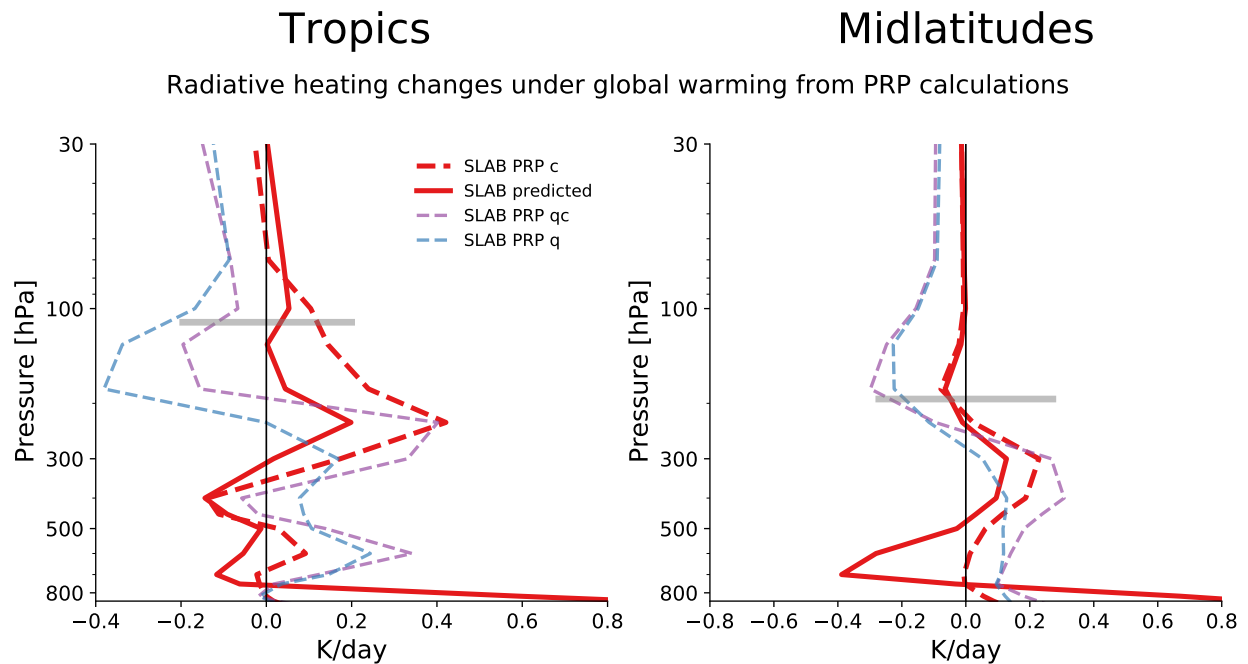 Tropics
Midlatitudes
Radiative heating changes under global warming from PRP calculations
30
100
300
500
800
Pressure [hPa]
−0.4 −0.2 0.0 0.2 0.4 0.6 0.8
K/day
SLAB PRP c
SLAB predicted
SLAB PRP qc
SLAB PRP q
30
100
300
500
800
Pressure [hPa]
−0.8 −0.6 −0.4 −0.2 0.0 0.2 0.4 0.6 0.8
K/day